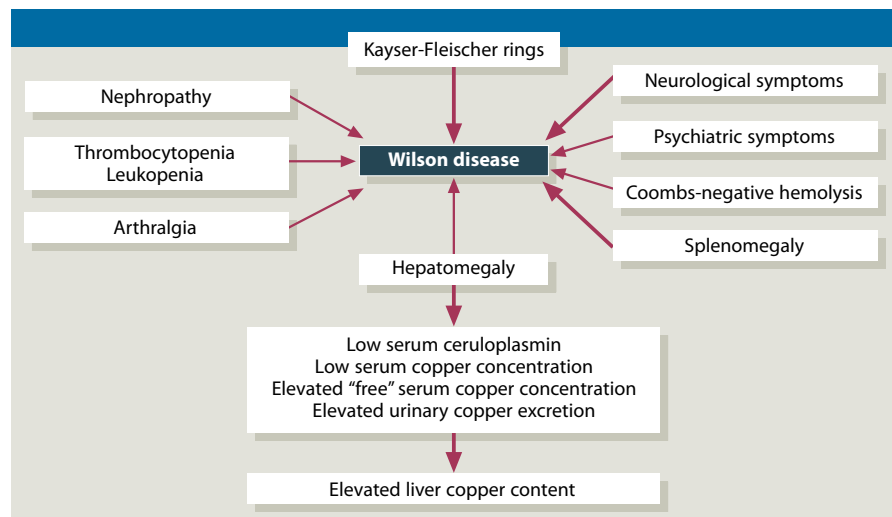 Kayser-Fleischer rings
Nephropathy
Thrombocytopenia
Leukopenia
Arthralgia
Wilson disease
Neurological symptoms
Psychiatric symptoms
Coombs-negative hemolysis
Splenomegaly
Hepatomegaly
Low serum ceruloplasmin
Low serum copper concentration
Elevated “free” serum copper concentration
Elevated urinary copper excretion
Elevated liver copper content